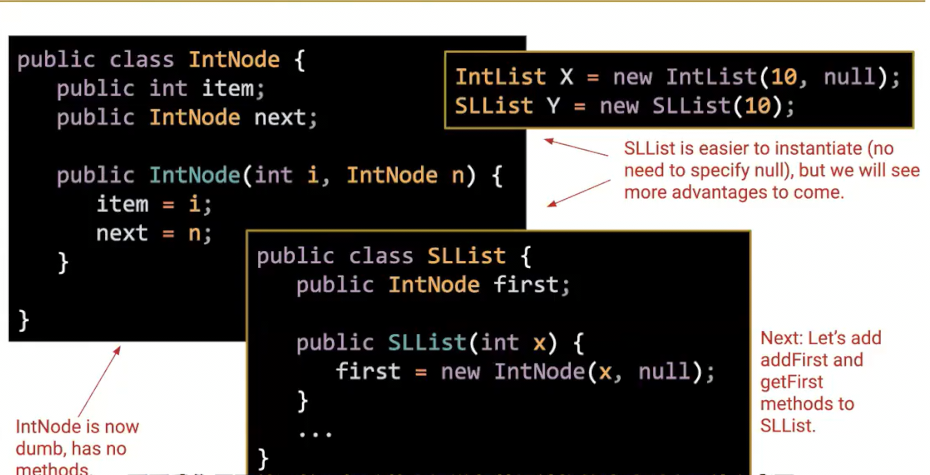 public class IntNode {
public int item;
public IntNode next;
public IntNode(int i, IntNode n) {
item = i;
next = n;
}
}
IntList X = new IntList(10, null);
SLList Y = new SLList(10);
SLList is easier to instantiate (no
need to specify null), but we will see
more advantages to come.
public class SLList {
public IntNode first;
public SLList(int x) {
first = new IntNode(x, null);
}
...
}
Next: Let’s add
addFirst and
getFirst
methods to
SLList.
IntNode is now
dumb, has no
methods.